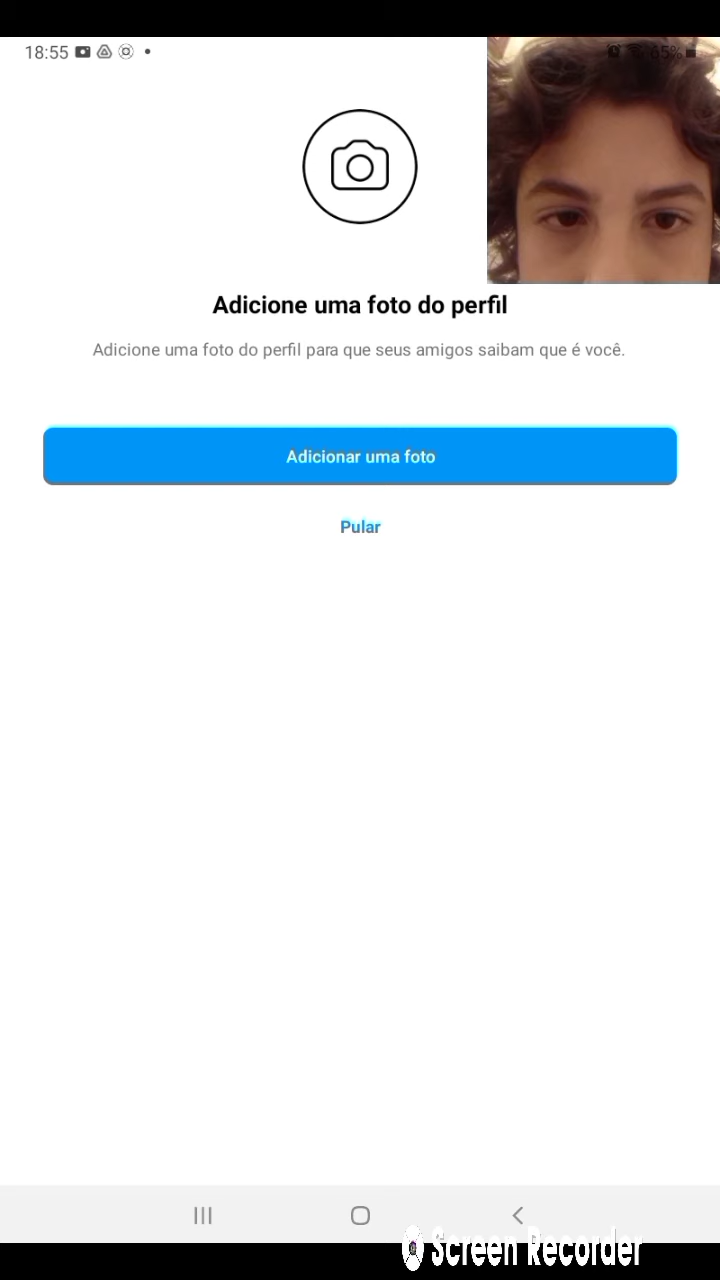 18:55
65%
Adicione uma foto do perfil
Adicione uma foto do perfil para que seus amigos saibam que é você.
Adicionar uma foto
Pular
Screen Recorder